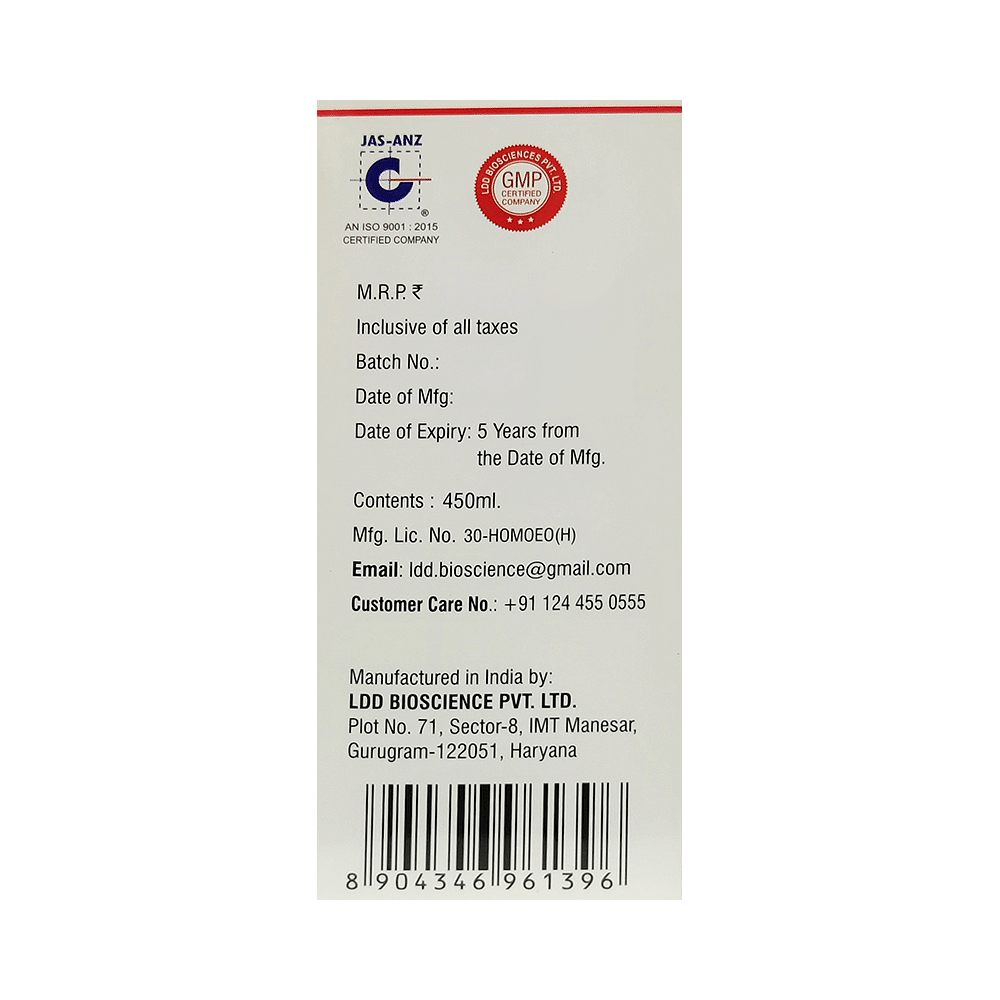 JAS-ANZ
®
AN ISO 9001 : 2015
CERTIFIED COMPANY
LDD BIOSCIENCES PVT. LTD.
GMP
CERTIFIED
COMPANY
M.R.P. ₹
Inclusive of all taxes
Batch No.:
Date of Mfg:
Date of Expiry: 5 Years from
the Date of Mfg.
Contents : 450ml.
Mfg. Lic. No. 30-HOMOEO(H)
Email: ldd.bioscience@gmail.com
Customer Care No.: +91 124 455 0555
Manufactured in India by:
LDD BIOSCIENCE PVT. LTD.
Plot No. 71, Sector-8, IMT Manesar,
Gurugram-122051, Haryana
8 904346 961396